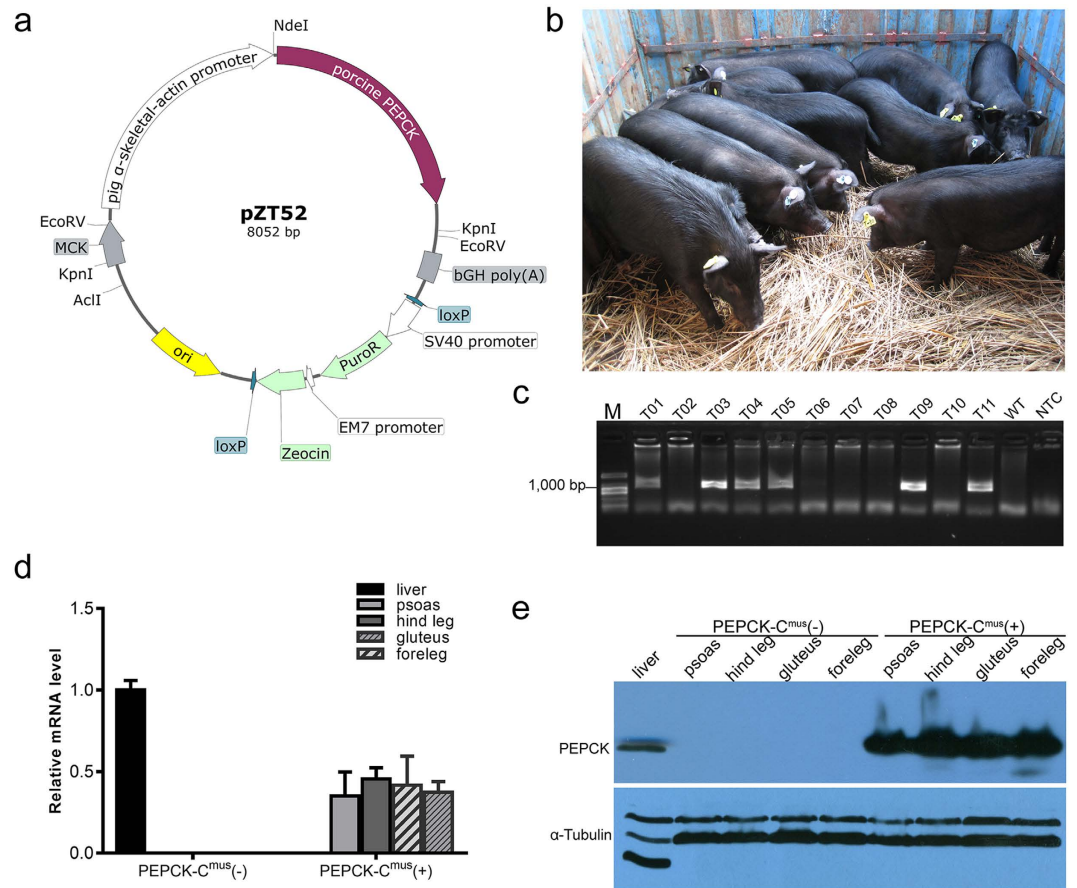 a
NdeI
porcine PEPCK
pig α-skeletal-actin promoter
pZT52
8052 bp
EcoRV
MCK
KpnI
AclI
KpnI
EcoRV
bGH poly(A)
loxP
SV40 promoter
PuroR
ori
EM7 promoter
loxP
Zeocin
b
c
M T01 T02 T03 T04 T05 T06 T07 T08 T09 T10 T11 WT NTC
1,000 bp
d
Relative mRNA level
1.5
1.0
0.5
0.0
liver
psoas
hind leg
gluteus
foreleg
PEPCK-Cmus(-) PEPCK-Cmus(+)
e
PEPCK-Cmus(-) PEPCK-Cmus(+)
liver psoas hind leg gluteus foreleg psoas hind leg gluteus foreleg
PEPCK
α-Tubulin